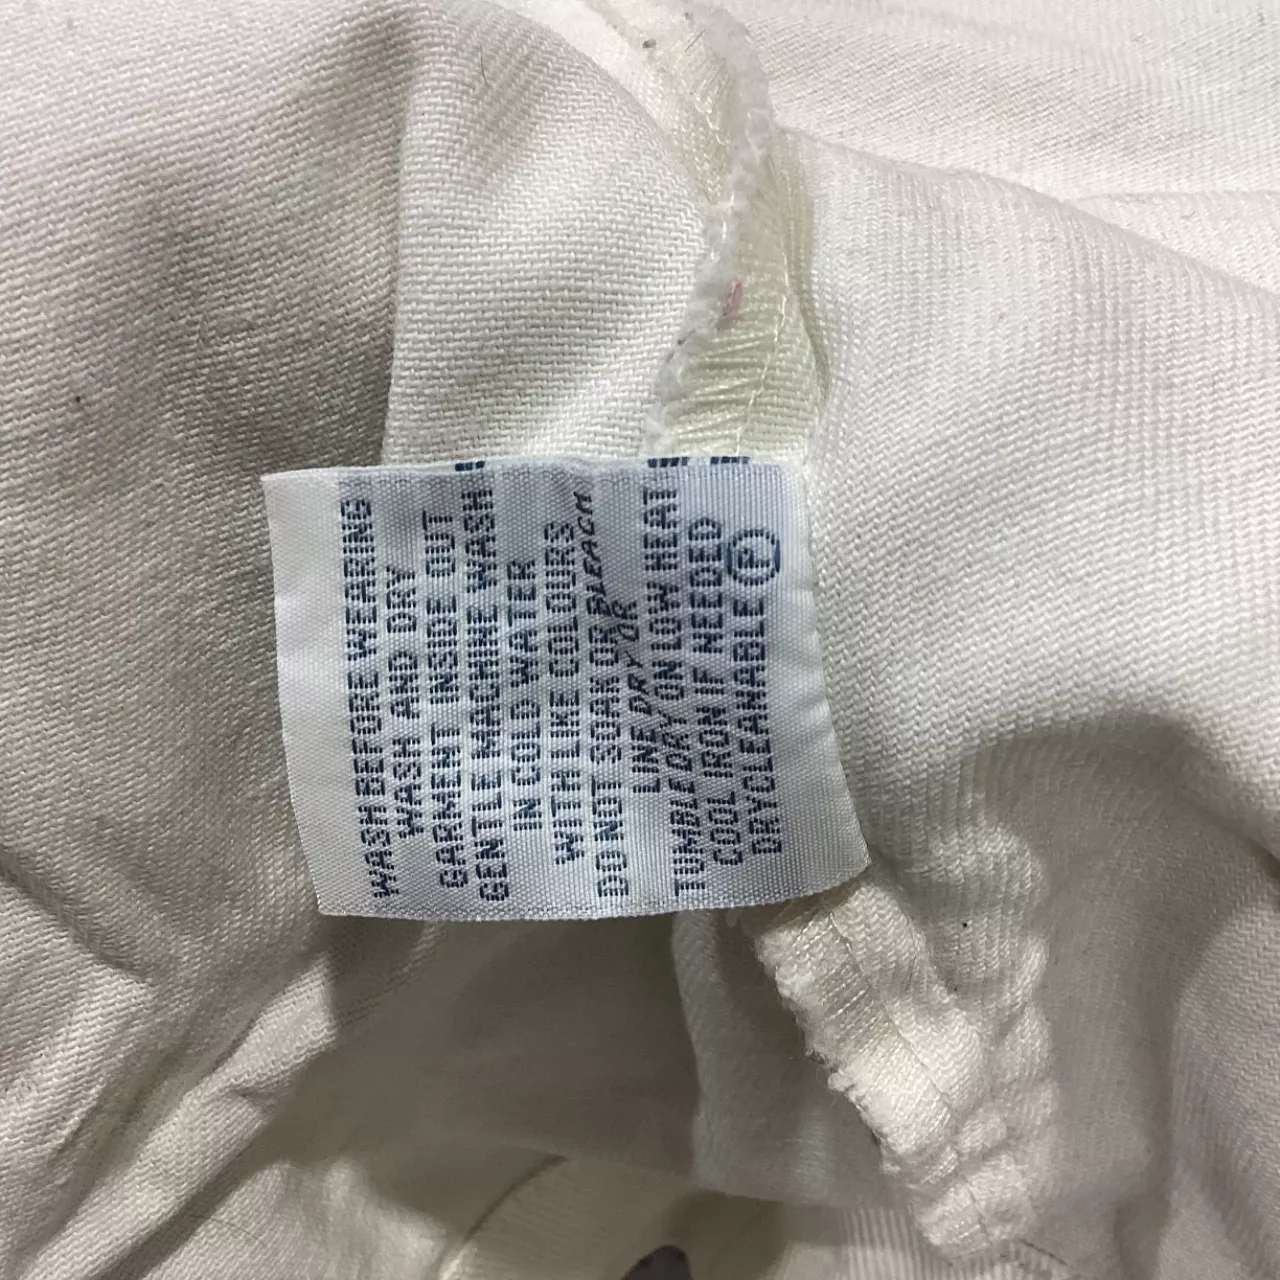 WASH BEFORE WEARING
WASH AND DRY
GARMENT INSIDE OUT
GENTLE MACHINE WASH
IN COLD WATER
WITH LIKE COLOURS
DO NOT SOAK OR BLEACH
LINE DRY OR
TUMBLE DRY ON LOW HEAT
COOL IRON IF NEEDED
DRYCLEANABLE Ⓟ